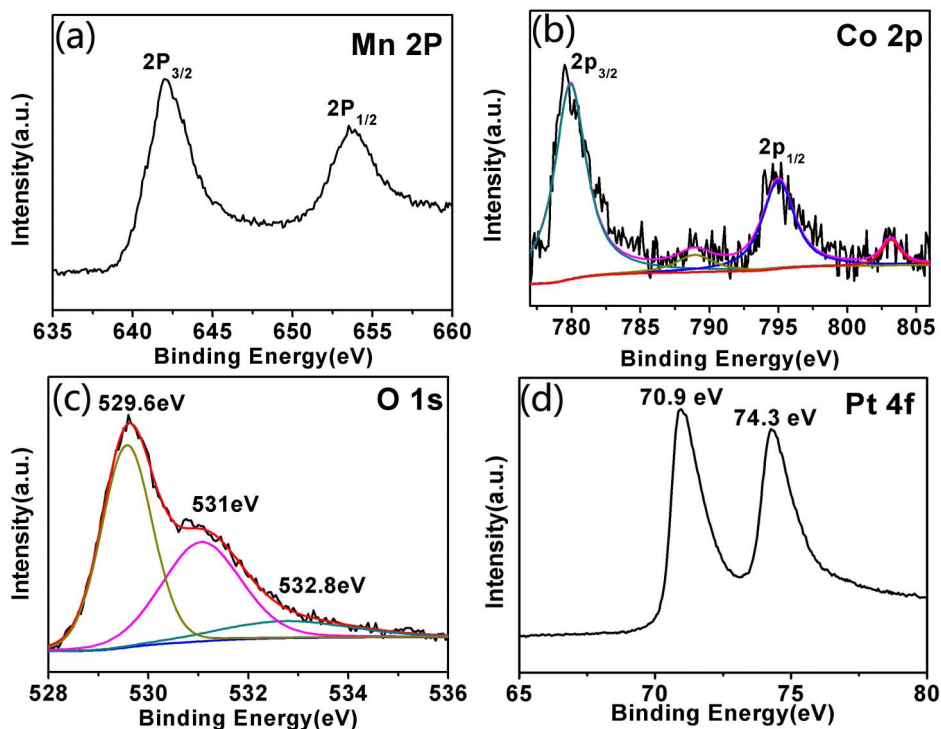 (a)
Mn 2P
2P3/2
2P1/2
Intensity(a.u.)
635 640 645 650 655 660
Binding Energy(eV)
(b)
Co 2p
2p3/2
2p1/2
Intensity(a.u.)
780 785 790 795 800 805
Binding Energy(eV)
(c)
O 1s
529.6eV
531eV
532.8eV
Intensity(a.u.)
528 530 532 534 536
Binding Energy(eV)
(d)
Pt 4f
70.9 eV
74.3 eV
Intensity(a.u.)
65 70 75 80
Binding Energy(eV)